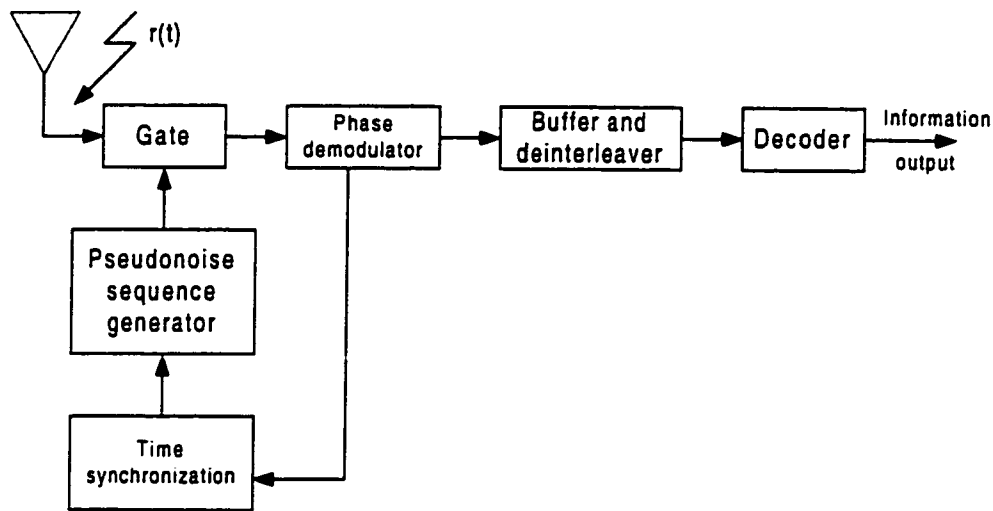 r(t)
Gate
Phase
demodulator
Buffer and
deinterleaver
Decoder
Information
output
Pseudonoise
sequence
generator
Time
synchronization